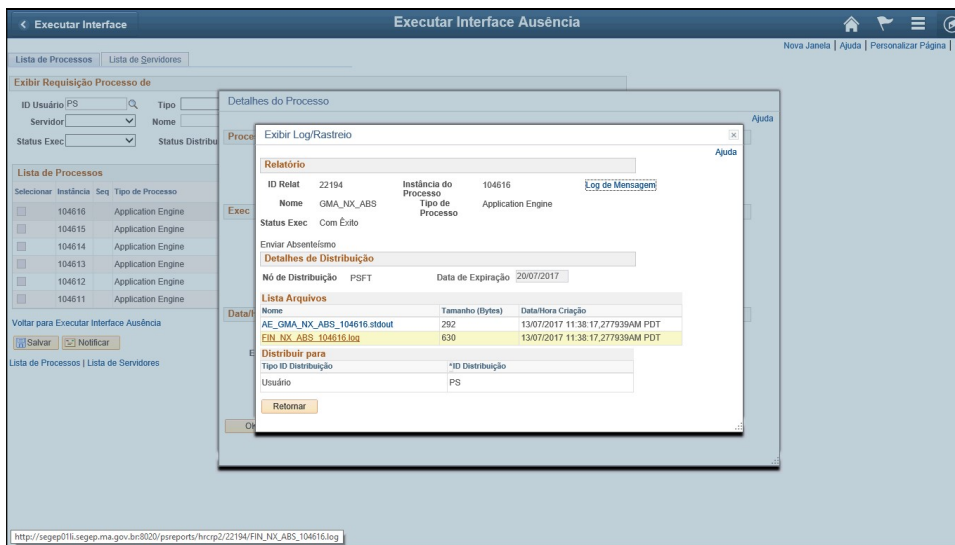 Executar Interface
Executar Interface Ausência
Nova Janela | Ajuda | Personalizar Página |
Lista de Processos
Lista de Servidores
Exibir Requisição Processo de
ID Usuário PS Tipo
Servidor Nome
Status Exec Status Distribu
Lista de Processos
Selecionar Instância Seq Tipo de Processo
104616 Application Engine
104615 Application Engine
104614 Application Engine
104613 Application Engine
104612 Application Engine
104611 Application Engine
Voltar para Executar Interface Ausência
Salvar Notificar
Lista de Processos | Lista de Servidores
Detalhes do Processo
Ajuda
Proce
Exec
Data/H
E
OK
Exibir Log/Rastreio
Ajuda
Relatório
ID Relat 22194 Instância do Processo 104616 Log de Mensagem
Nome GMA_NX_ABS Tipo de Processo Application Engine
Status Exec Com Êxito
Enviar Absenteísmo
Detalhes de Distribuição
Nó de Distribuição PSFT Data de Expiração 20/07/2017
Lista Arquivos
Nome Tamanho (Bytes) Data/Hora Criação
AE_GMA_NX_ABS_104616.stdout 292 13/07/2017 11:38:17,277939AM PDT
FIN_NX_ABS_104616.log 630 13/07/2017 11:38:17,277939AM PDT
Distribuir para
Tipo ID Distribuição *ID Distribuição
Usuário PS
Retornar
http://segep01li.segep.ma.gov.br:8020/psreports/hrcrp2/22194/FIN_NX_ABS_104616.log